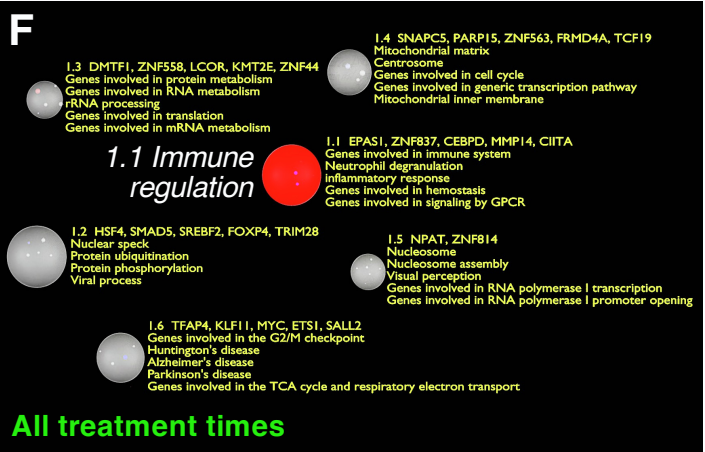 F
1.4 SNAPC5, PARP15, ZNF563, FRMD4A, TCF19
Mitochondrial matrix
Centrosome
Genes involved in cell cycle
Genes involved in generic transcription pathway
Mitochondrial inner membrane
1.3 DMTF1, ZNF558, LCOR, KMT2E, ZNF44
Genes involved in protein metabolism
Genes involved in RNA metabolism
rRNA processing
Genes involved in translation
Genes involved in mRNA metabolism
1.1 Immune
regulation
1.1 EPAS1, ZNF837, CEBPD, MMP14, CIITA
Genes involved in immune system
Neutrophil degranulation
inflammatory response
Genes involved in hemostasis
Genes involved in signaling by GPCR
1.2 HSF4, SMAD5, SREBF2, FOXP4, TRIM28
Nuclear speck
Protein ubiquitination
Protein phosphorylation
Viral process
1.5 NPAT, ZNF814
Nucleosome
Nucleosome assembly
Visual perception
Genes involved in RNA polymerase I transcription
Genes involved in RNA polymerase I promoter opening
1.6 TFAP4, KLF11, MYC, ETS1, SALL2
Genes involved in the G2/M checkpoint
Huntington's disease
Alzheimer's disease
Parkinson's disease
Genes involved in the TCA cycle and respiratory electron transport
All treatment times